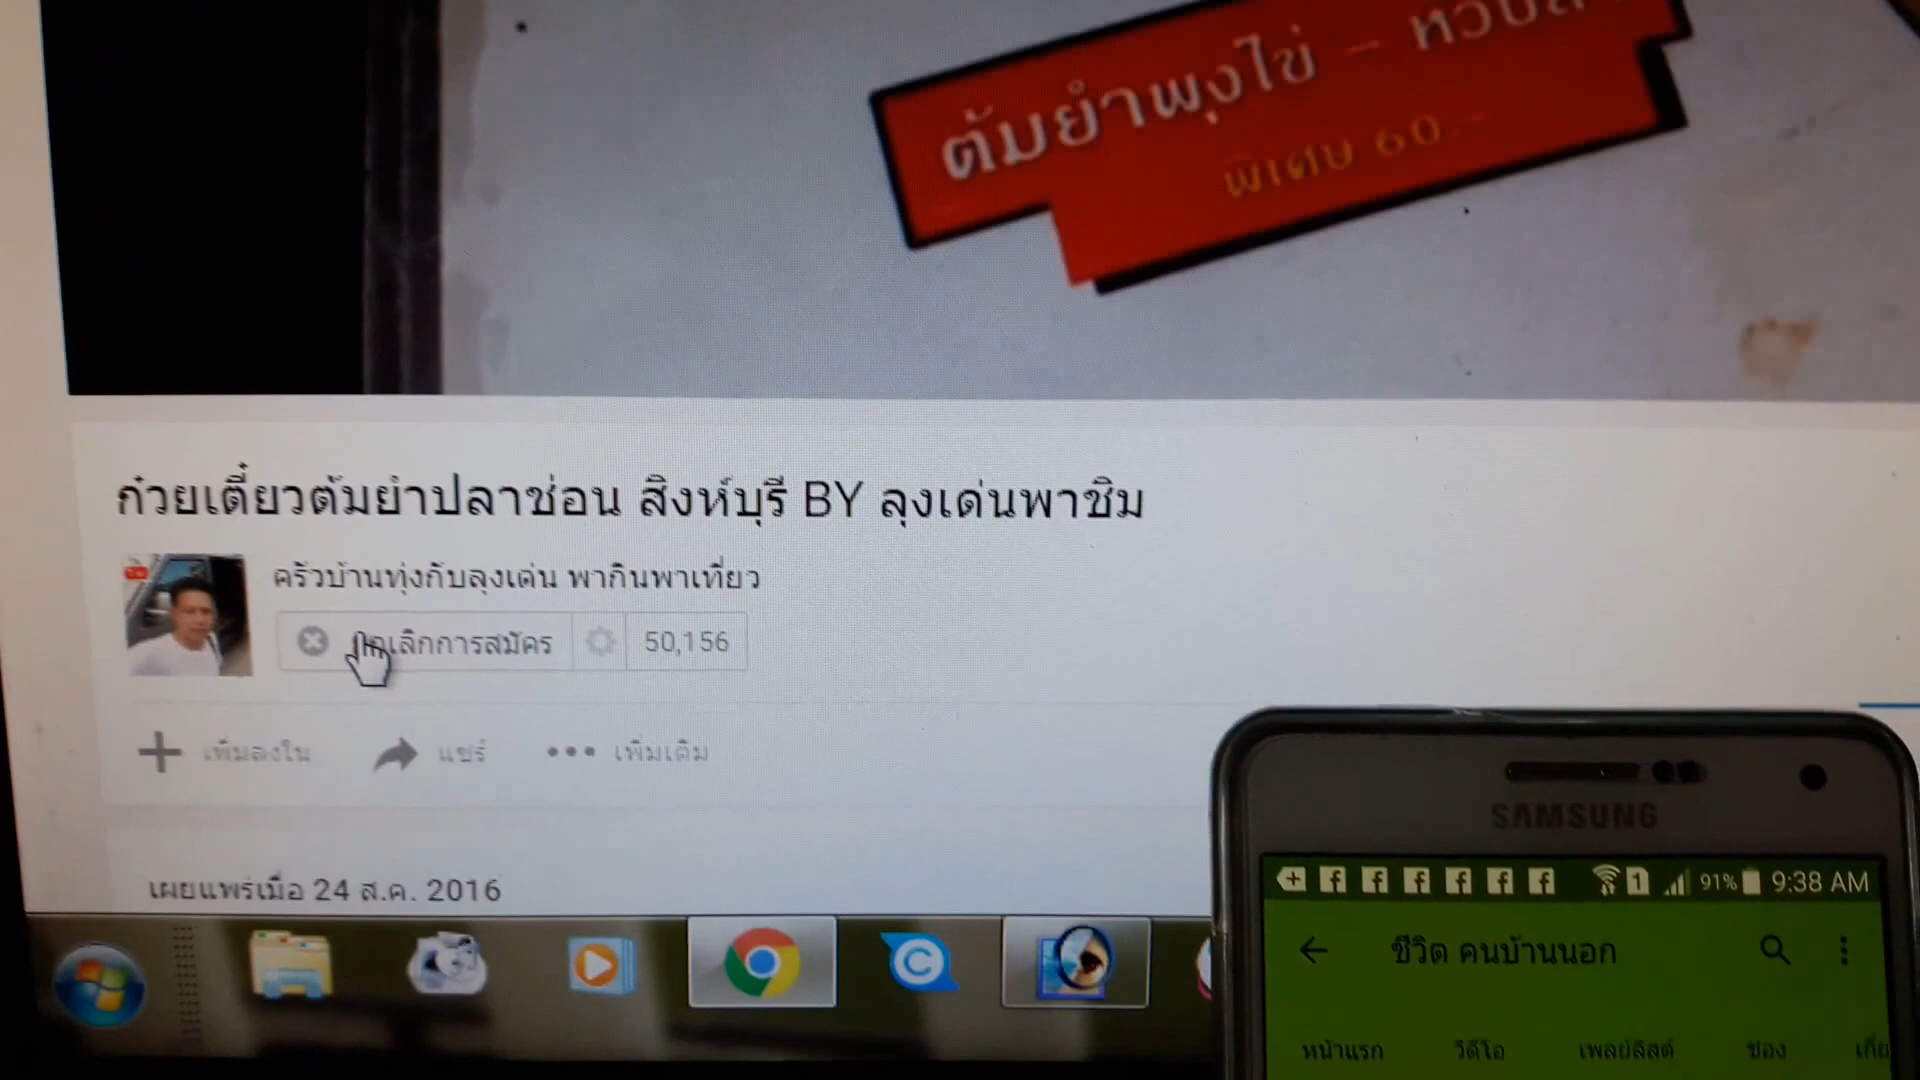 ต้มยำพุงไข่ -
พิเศษ 60.-
ก๋วยเตี๋ยวต้มยำปลาช่อน สิงห์บุรี BY ลุงเด่นพาชิม
ครัวบ้านทุ่งกับลุงเด่น พากินพาเที่ยว
ยกเลิกการสมัคร 50,156
เพิ่มลงใน แชร์ เพิ่มเติม
เผยแพร่เมื่อ 24 ส.ค. 2016
SAMSUNG
1 91% 9:38 AM
ชีวิต คนบ้านนอก
หน้าแรก วิดีโอ เพลย์ลิสต์ ช่อง